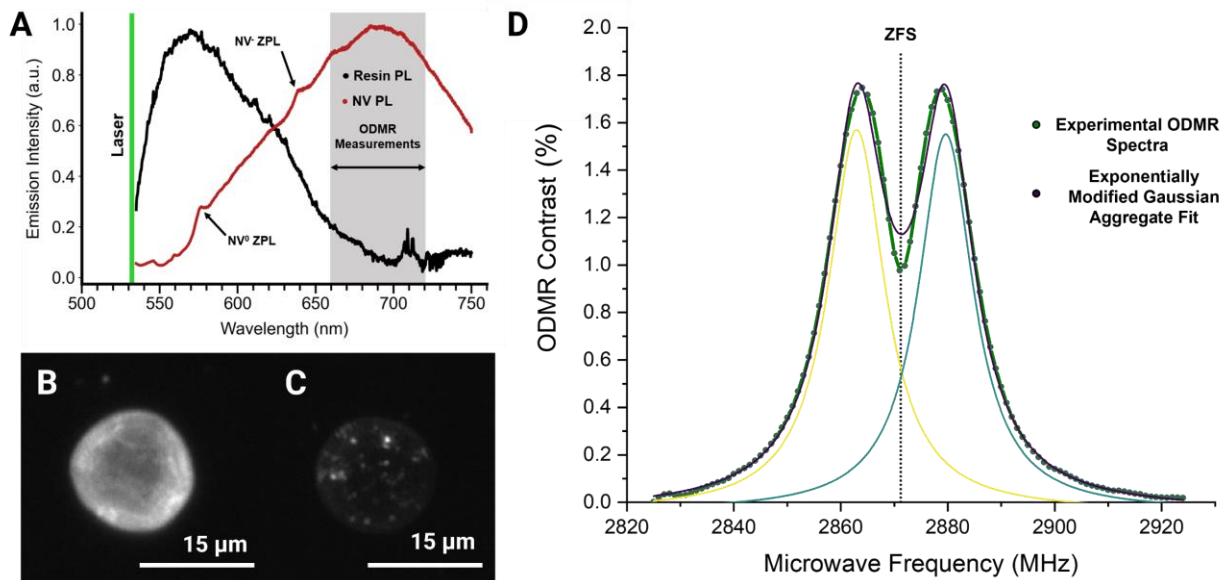 A
Emission Intensity (a.u.)
1.0
0.8
0.6
0.4
0.2
0.0
Laser
NV⁻ ZPL
NV⁰ ZPL
Resin PL
NV PL
ODMR
Measurements
500
550
600
650
700
750
Wavelength (nm)
B
15 µm
C
15 µm
D
ZFS
ODMR Contrast (%)
2.0
1.8
1.6
1.4
1.2
1.0
0.8
0.6
0.4
0.2
0.0
Experimental ODMR
Spectra
Exponentially
Modified Gaussian
Aggregate Fit
2820
2840
2860
2880
2900
2920
Microwave Frequency (MHz)